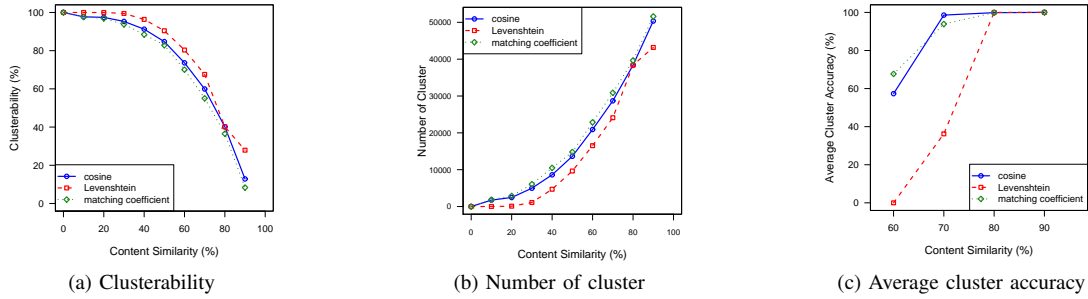 100
80
60
40
20
0
Clusterability (%)
cosine
Levenshtein
matching coefficient
0 20 40 60 80 100
Content Similarity (%)
(a) Clusterability
50000
40000
30000
20000
10000
0
Number of Cluster
cosine
Levenshtein
matching coefficient
0 20 40 60 80 100
Content Similarity (%)
(b) Number of cluster
100
80
60
40
20
0
Average Cluster Accuracy (%)
cosine
Levenshtein
matching coefficient
60 70 80 90
Content Similarity (%)
(c) Average cluster accuracy